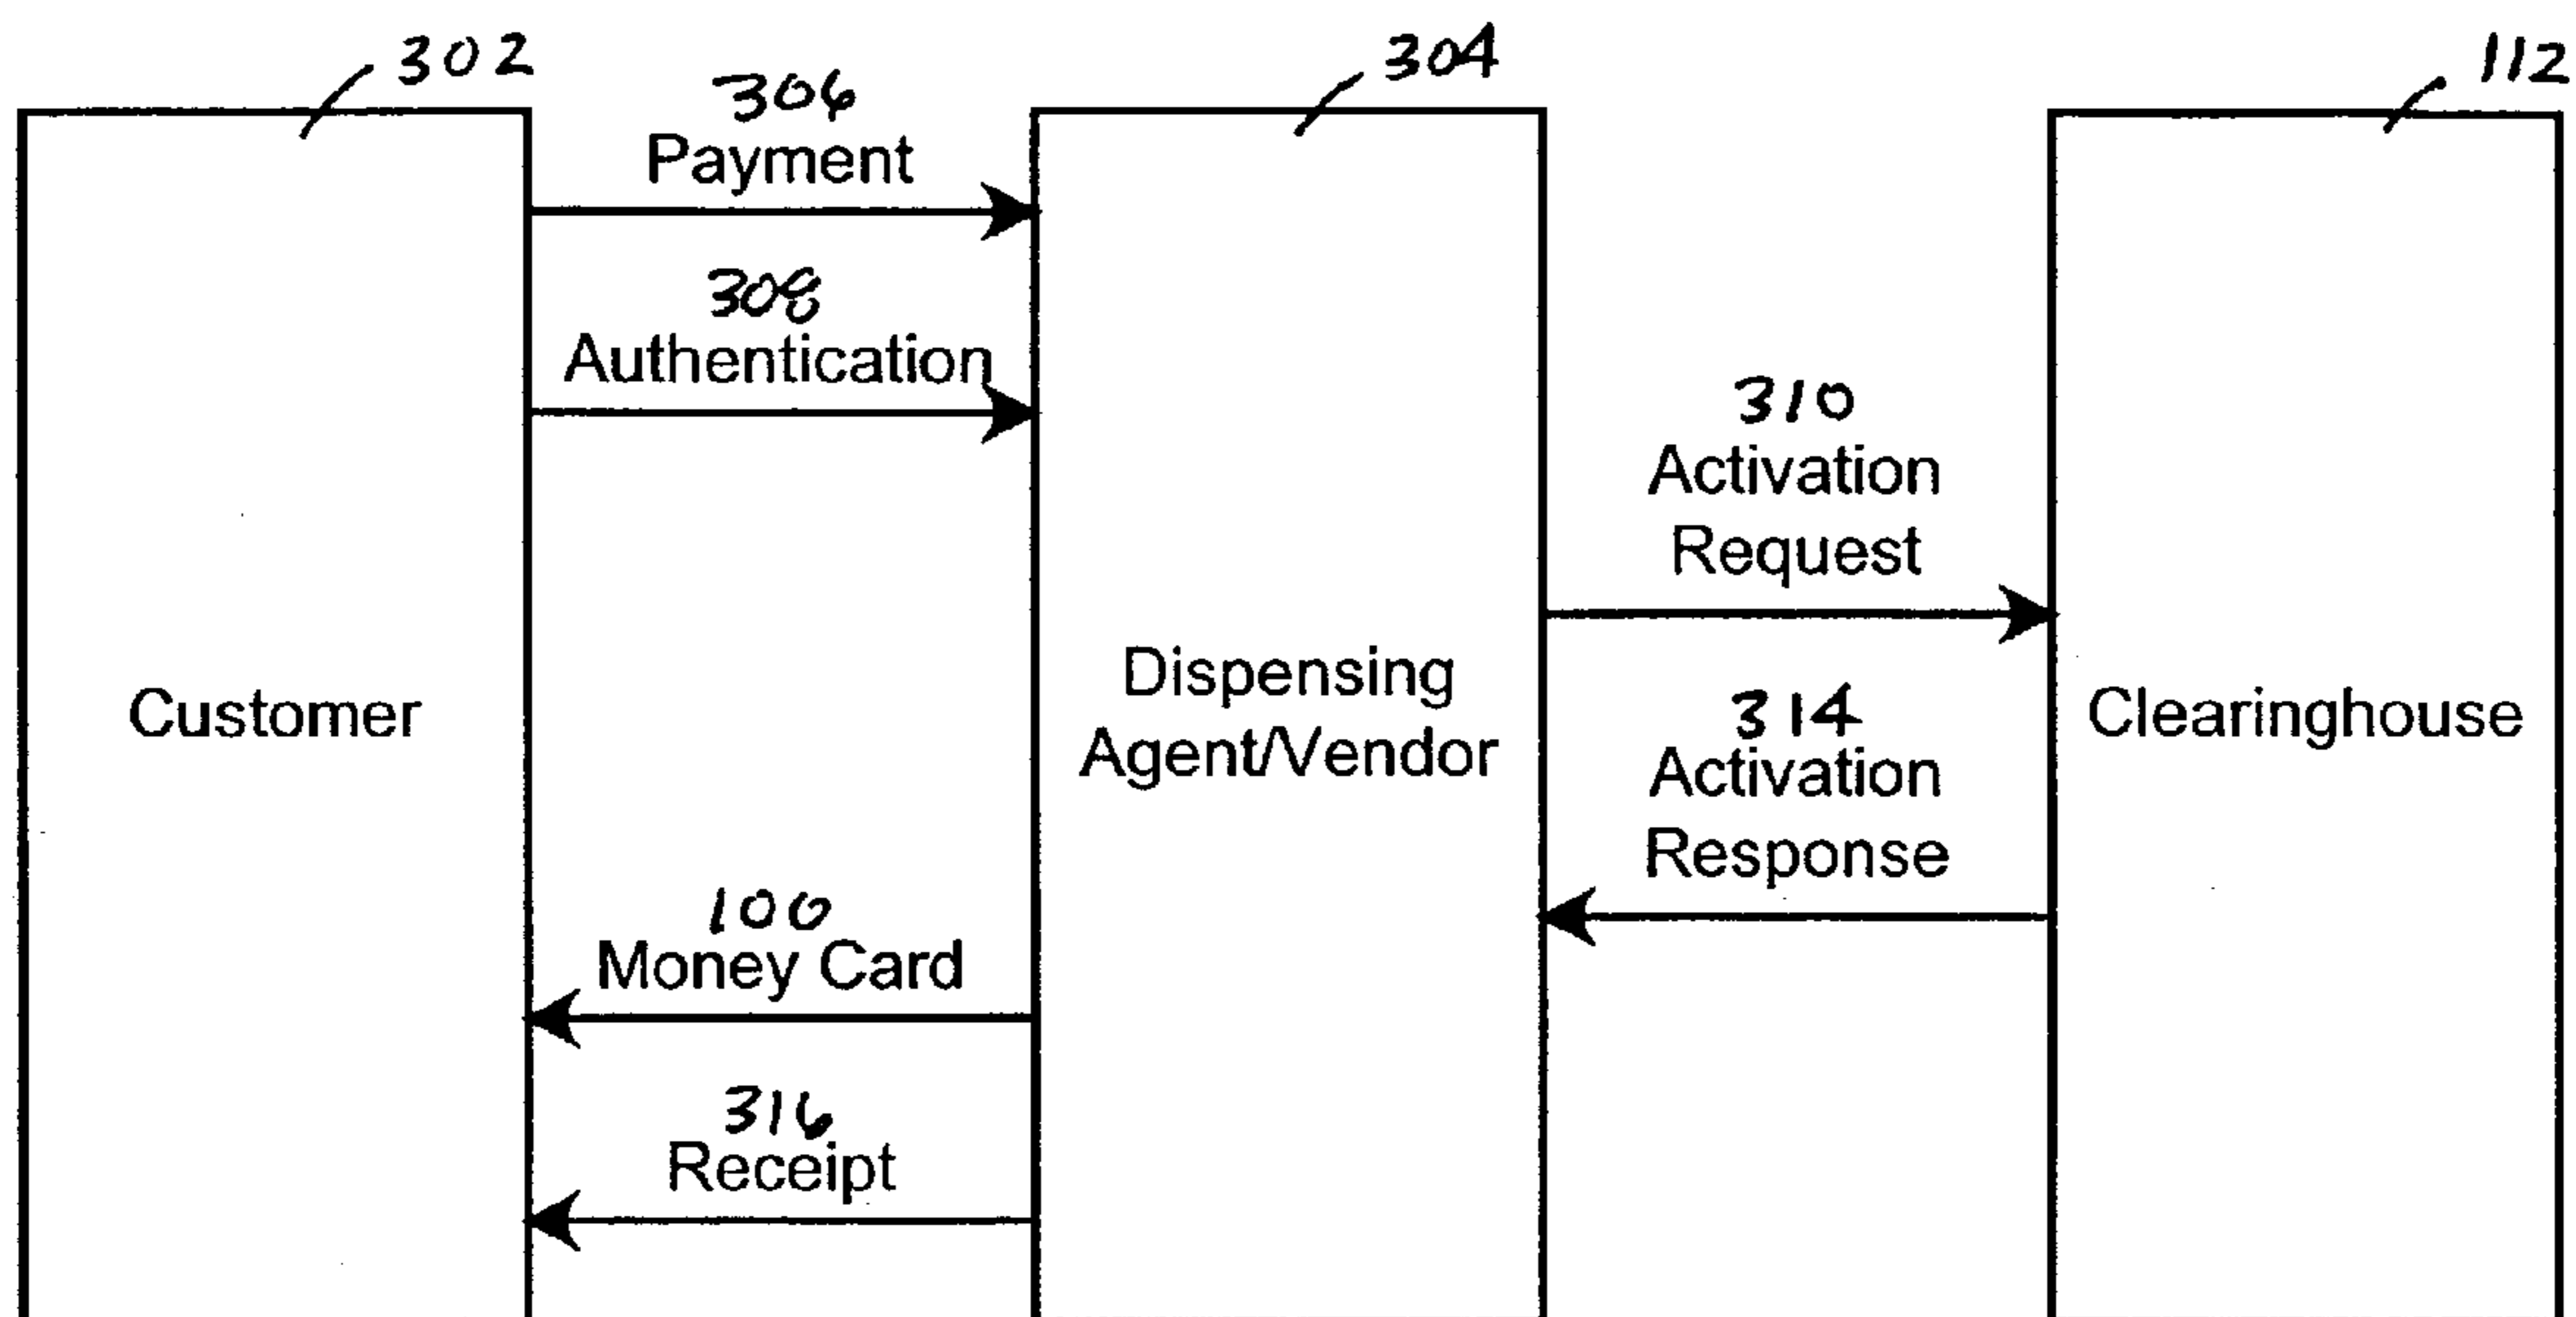 302
304
112
306
Payment
308
Authentication
310
Activation
Request
Customer
Dispensing
Agent/Vendor
314
Activation
Response
Clearinghouse
100
Money Card
316
Receipt